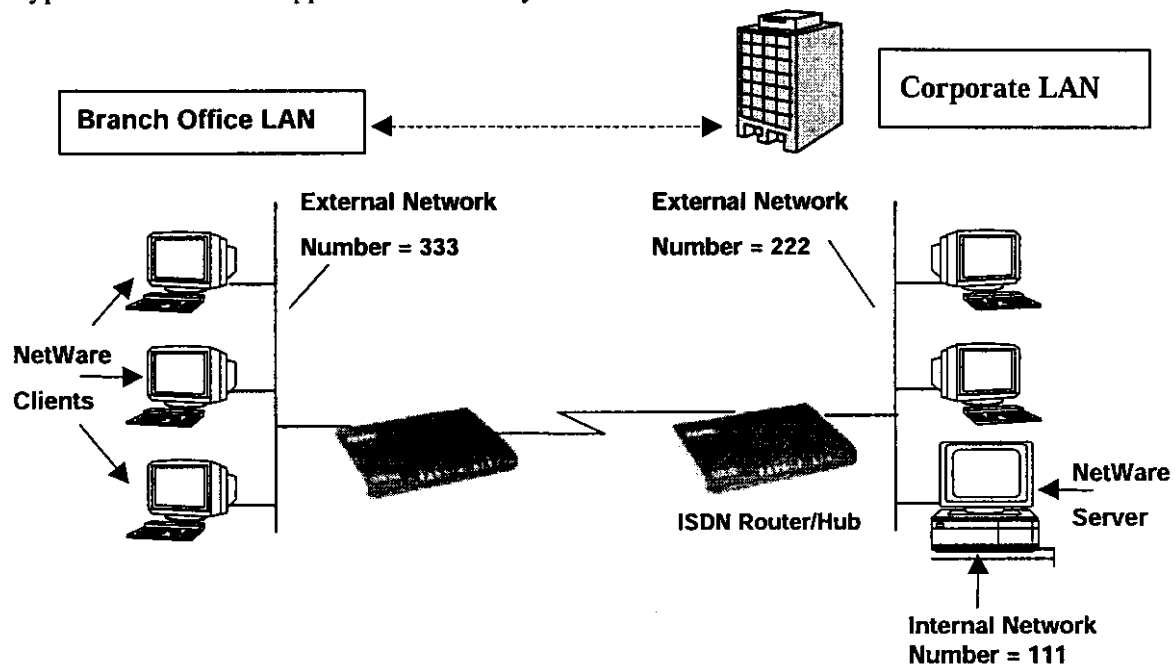 Branch Office LAN
Corporate LAN
External Network
Number = 333
External Network
Number = 222
NetWare
Clients
ISDN Router/Hub
NetWare
Server
Internal Network
Number = 111